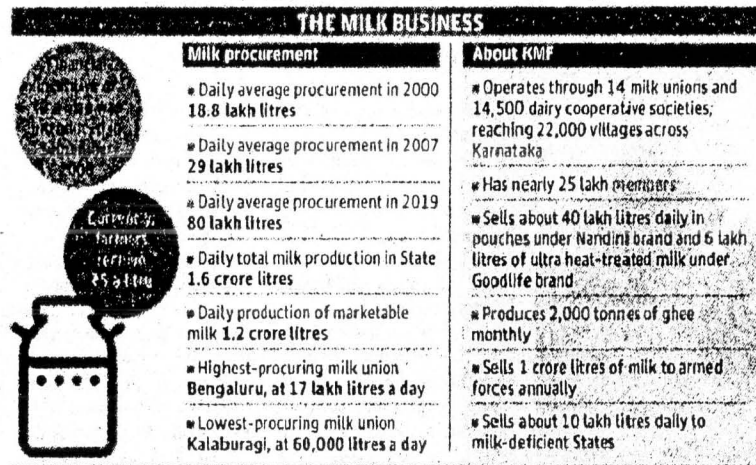 THE MILK BUSINESS
Currently,
farmers
receive
Milk procurement
Daily average procurement in 2000
18.8 lakh litres
Daily average procurement in 2007
29 lakh litres
Daily average procurement in 2019
80 lakh litres
Daily total milk production in State
1.6 crore litres
Daily production of marketable
milk 1.2 crore litres
Highest-procuring milk union
Bengaluru, at 17 lakh litres a day
Lowest-procuring milk union
Kalaburagi, at 60,000 litres a day
About KMF
Operates through 14 milk unions and
14,500 dairy cooperative societies,
reaching 22,000 villages across
Karnataka
Has nearly 25 lakh members
Sells about 40 lakh litres daily in
pouches under Nandini brand and 6 lakh
litres of ultra heat-treated milk under
Goodlife brand
Produces 2,000 tonnes of ghee
monthly
Sells 1 crore litres of milk to armed
forces annually
Sells about 10 lakh litres daily to
milk-deficient States